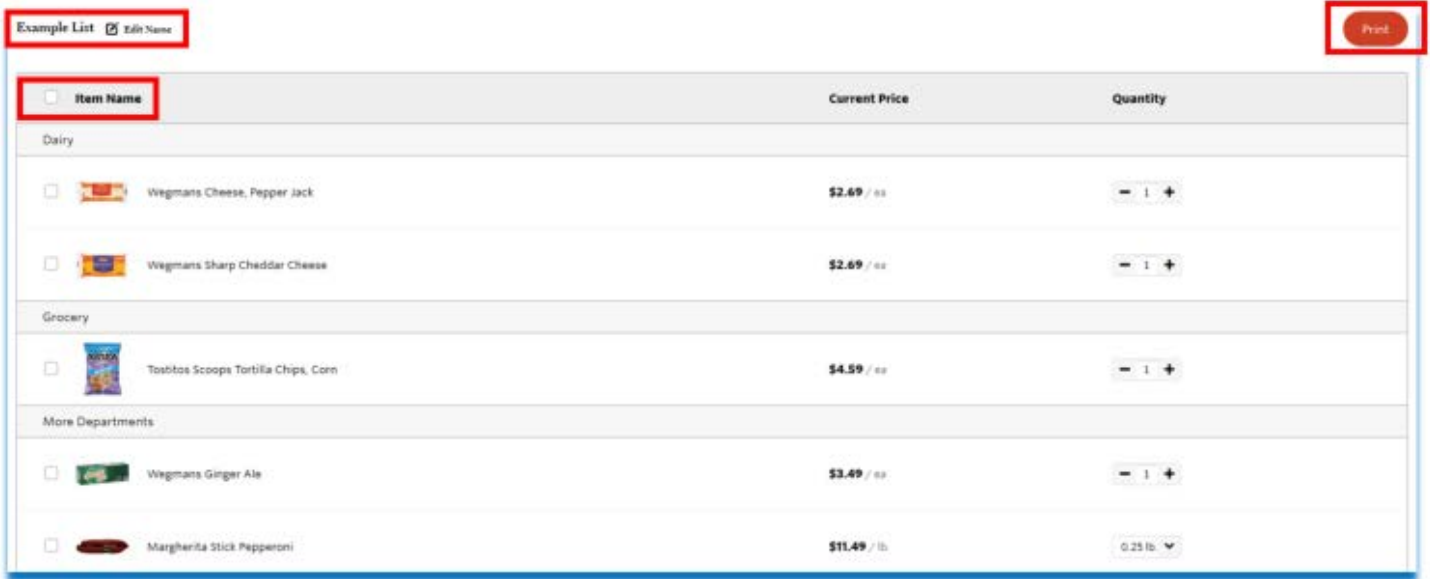 Example List Edit Name
Print
Item Name Current Price Quantity
Dairy
Wegmans Cheese, Pepper Jack $2.69 / ea 1
Wegmans Sharp Cheddar Cheese $2.69 / ea 1
Grocery
Tostitos Scoops Tortilla Chips, Corn $4.59 / ea 1
More Departments
Wegmans Ginger Ale $3.49 / ea 1
Margherita Stick Pepperoni $11.49 / lb. 0.25 lb.